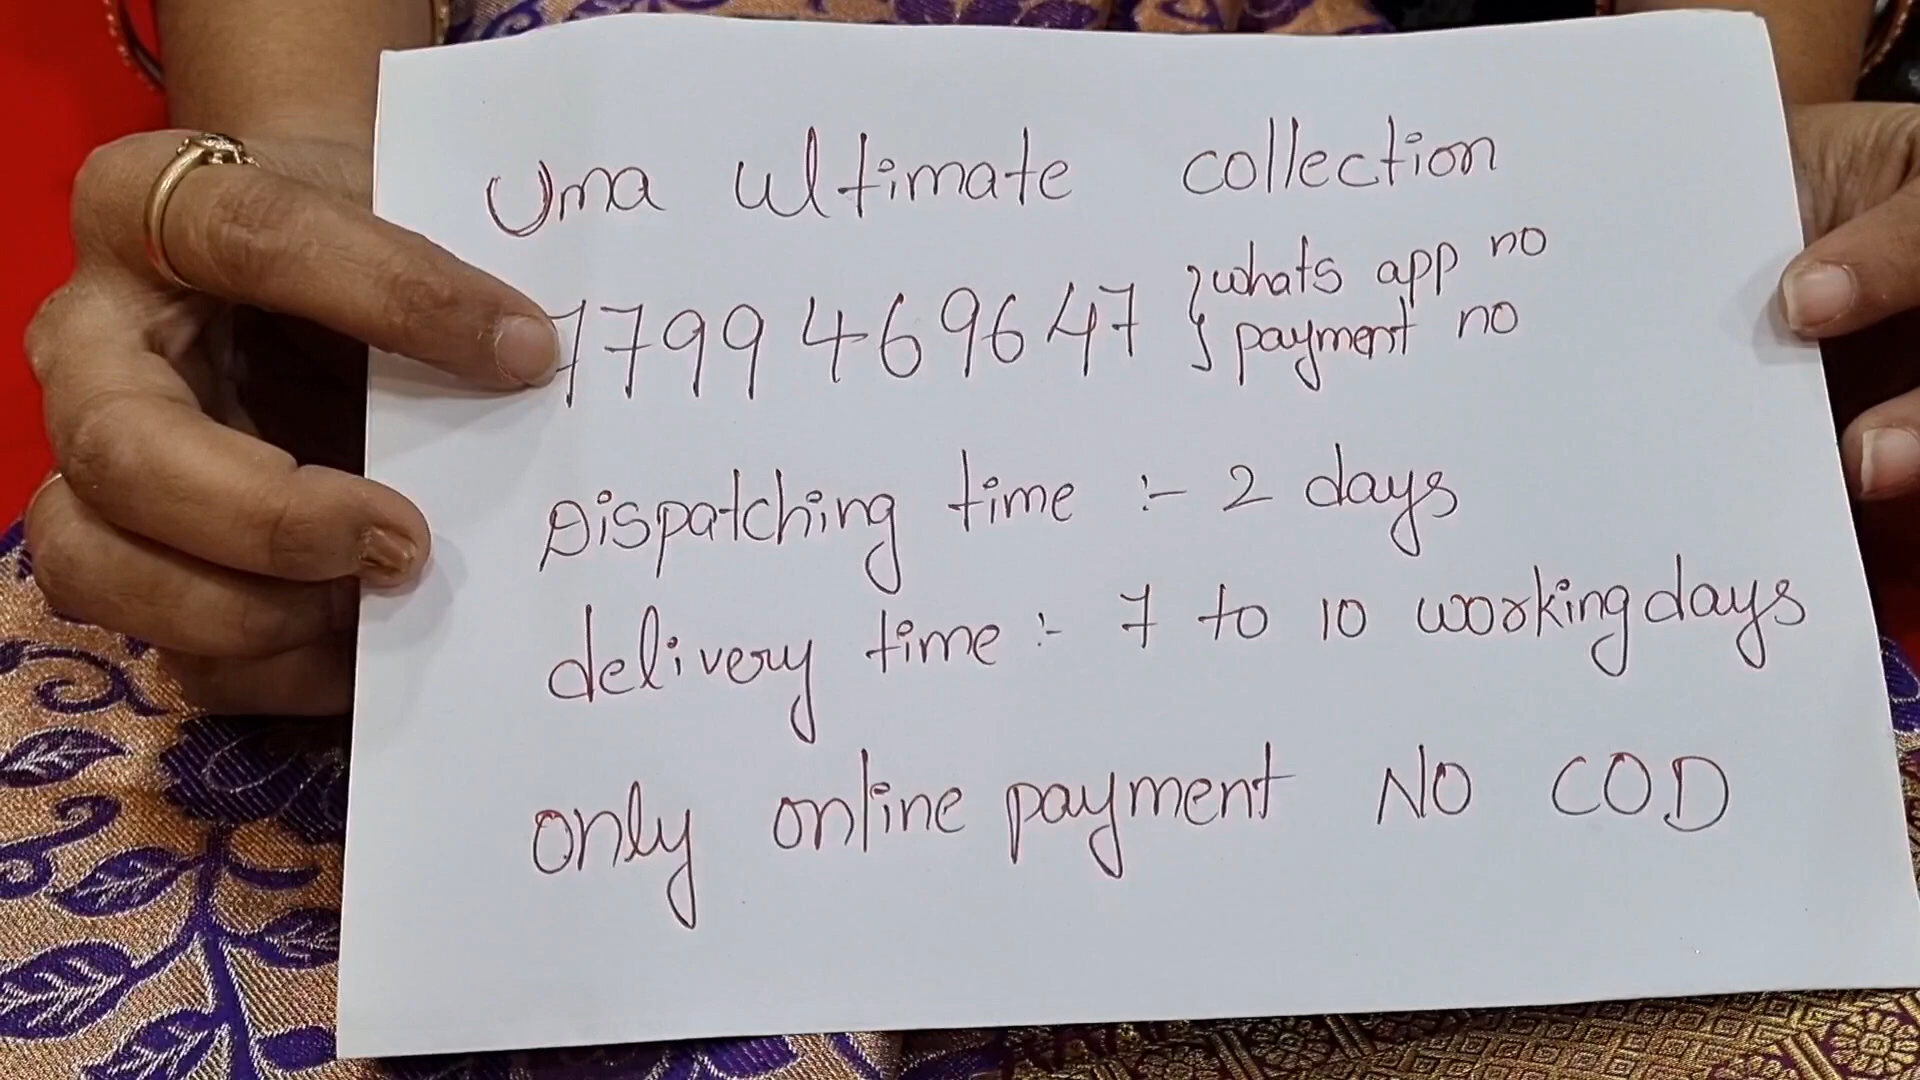 Uma ultimate collection
7799469647 } whats app no
payment no
Dispatching time :- 2 days
delivery time :- 7 to 10 working days
only online payment NO COD